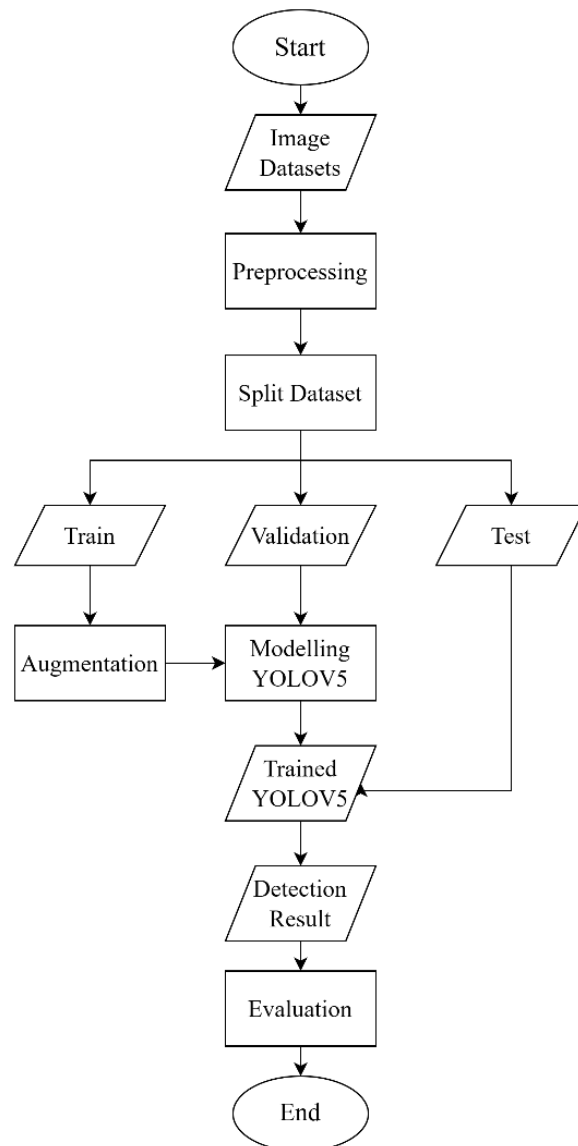 Start
Image
Datasets
Preprocessing
Split Dataset
Train
Validation
Test
Augmentation
Modelling
YOLOV5
Trained
YOLOV5
Detection
Result
Evaluation
End